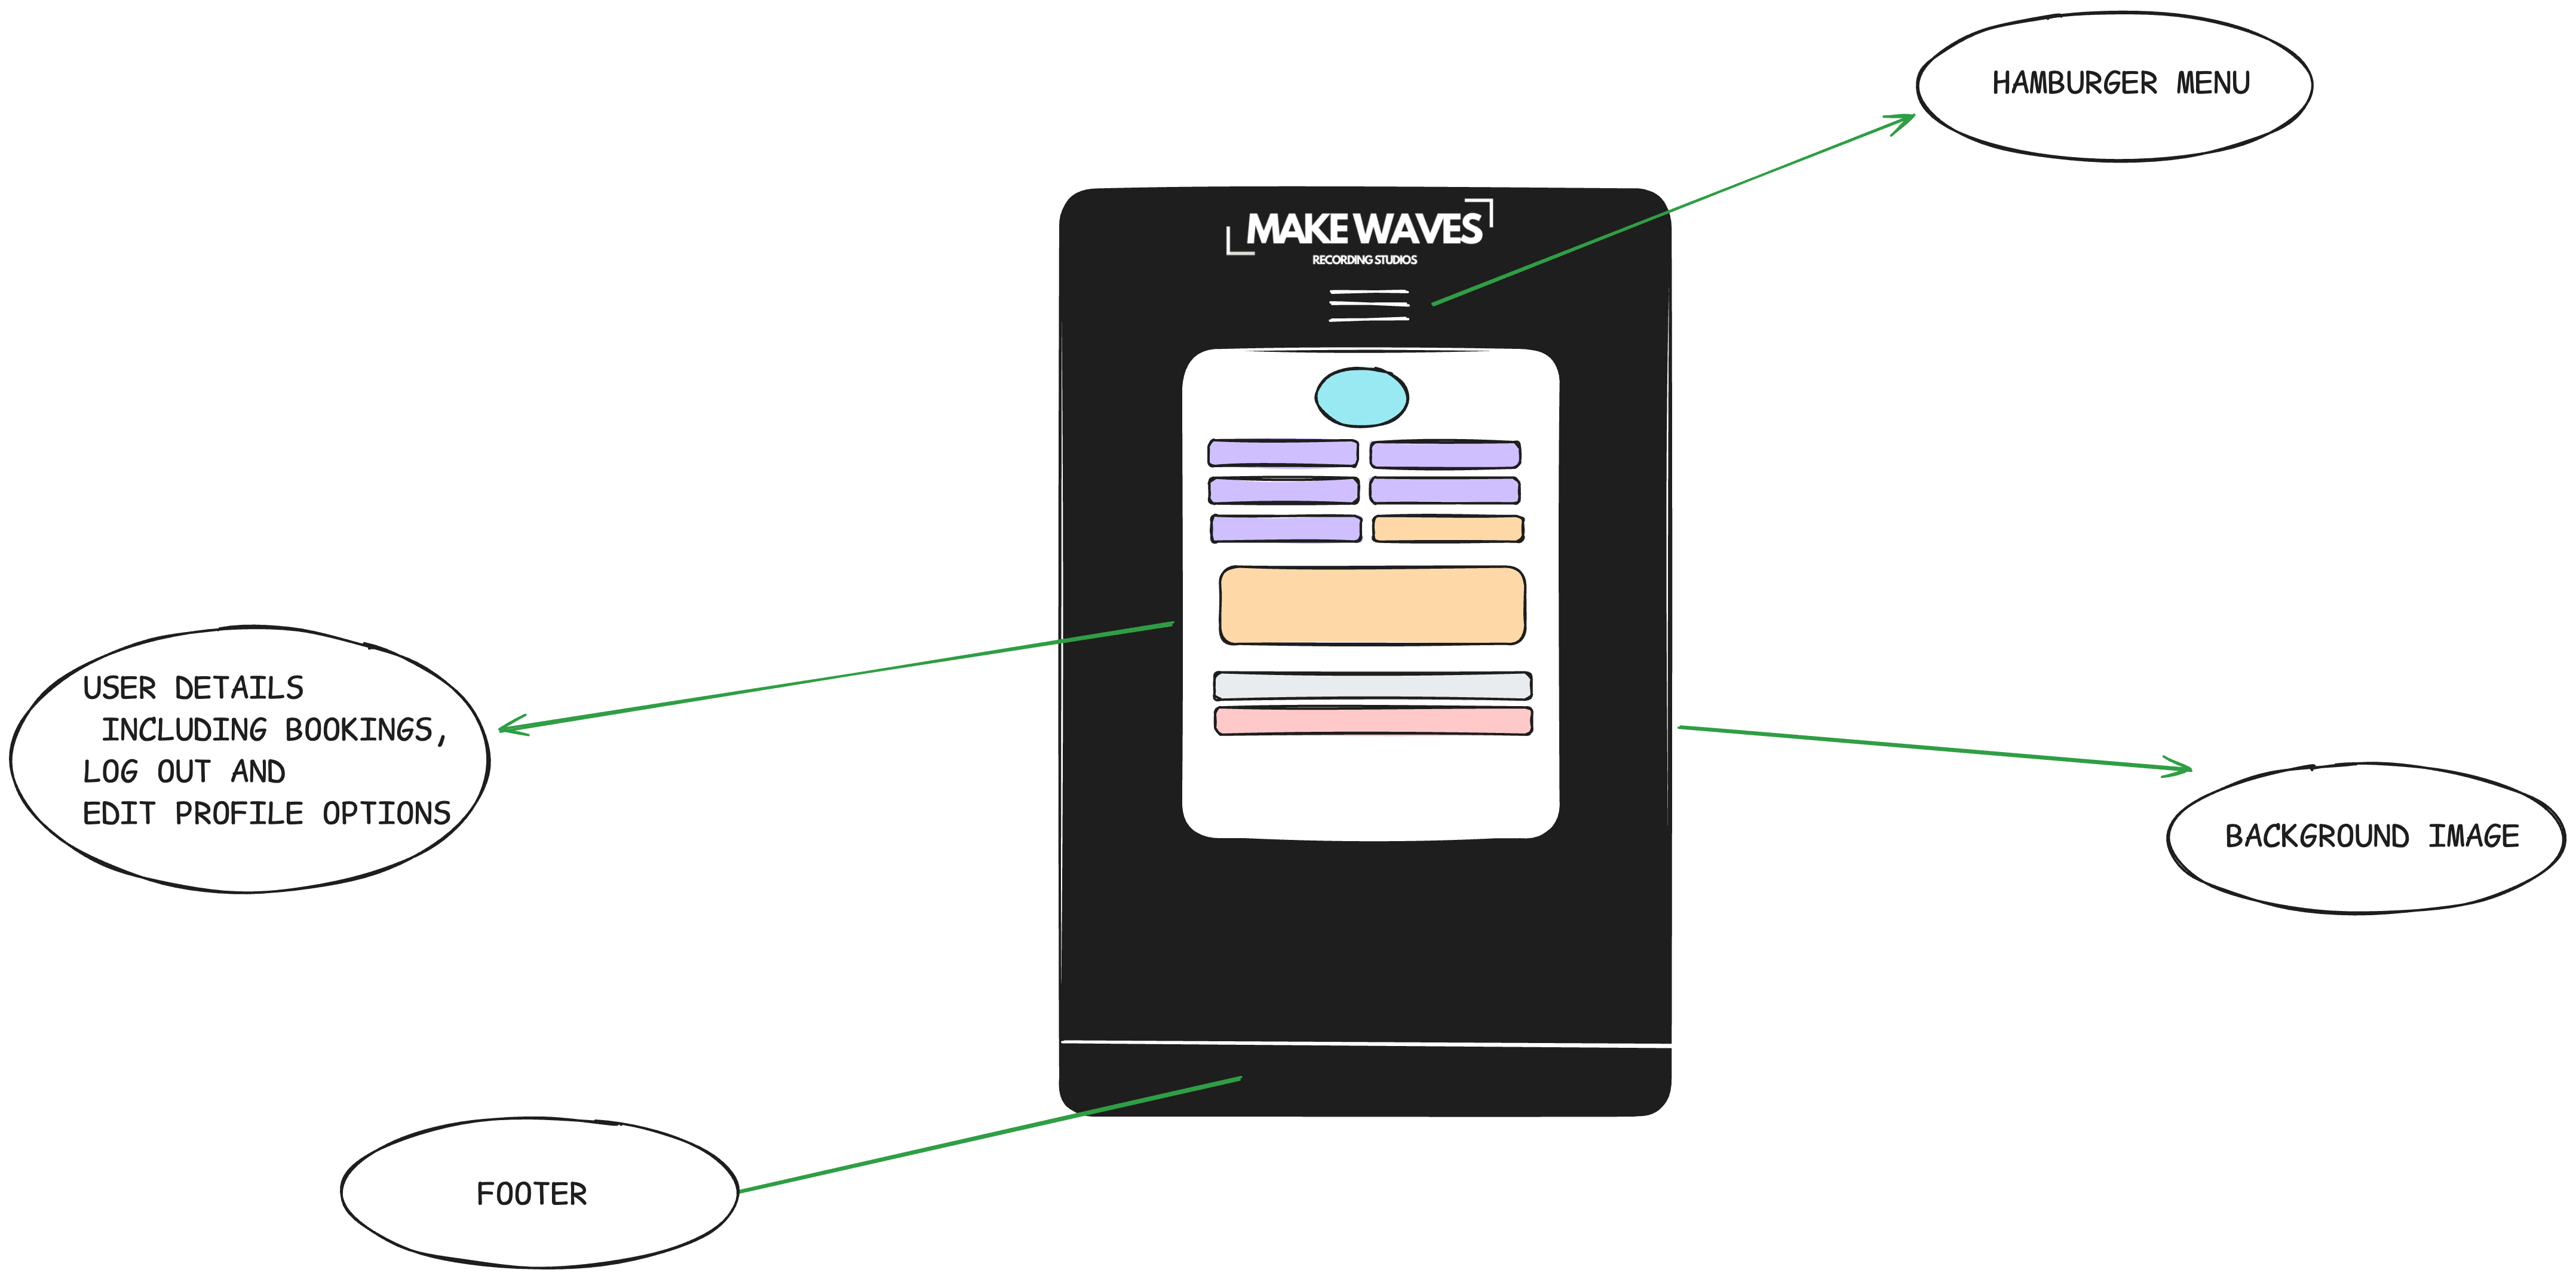 HAMBURGER MENU
MAKE WAVES
RECORDING STUDIOS
USER DETAILS
INCLUDING BOOKINGS,
LOG OUT AND
EDIT PROFILE OPTIONS
BACKGROUND IMAGE
FOOTER